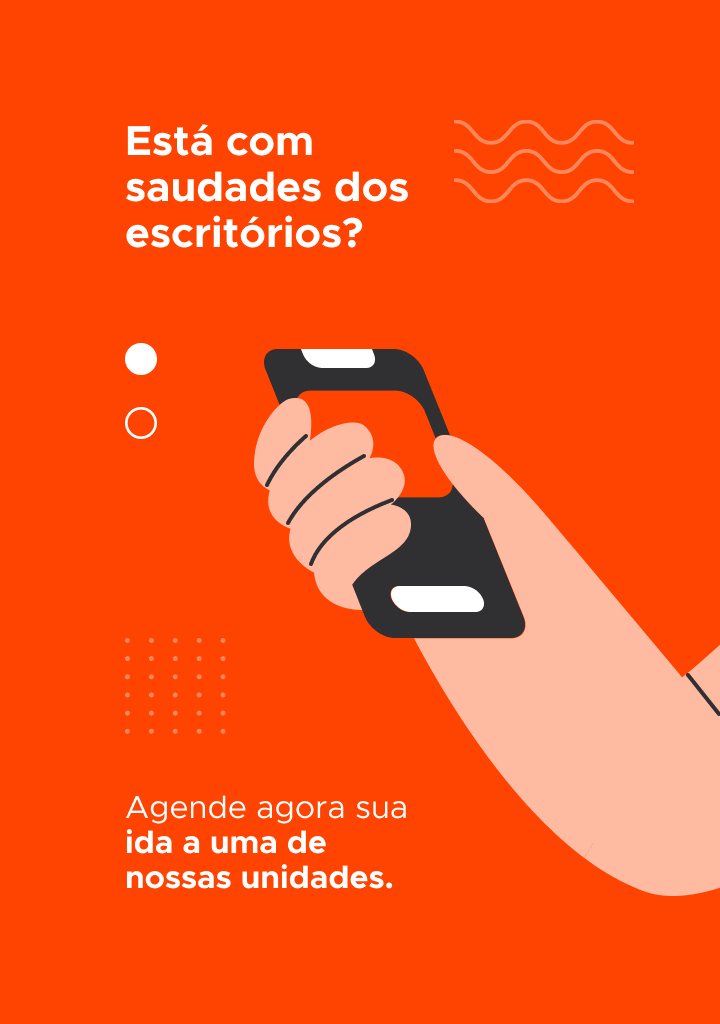 Está com
saudades dos
escritórios?
Agende agora sua
ida a uma de
nossas unidades.